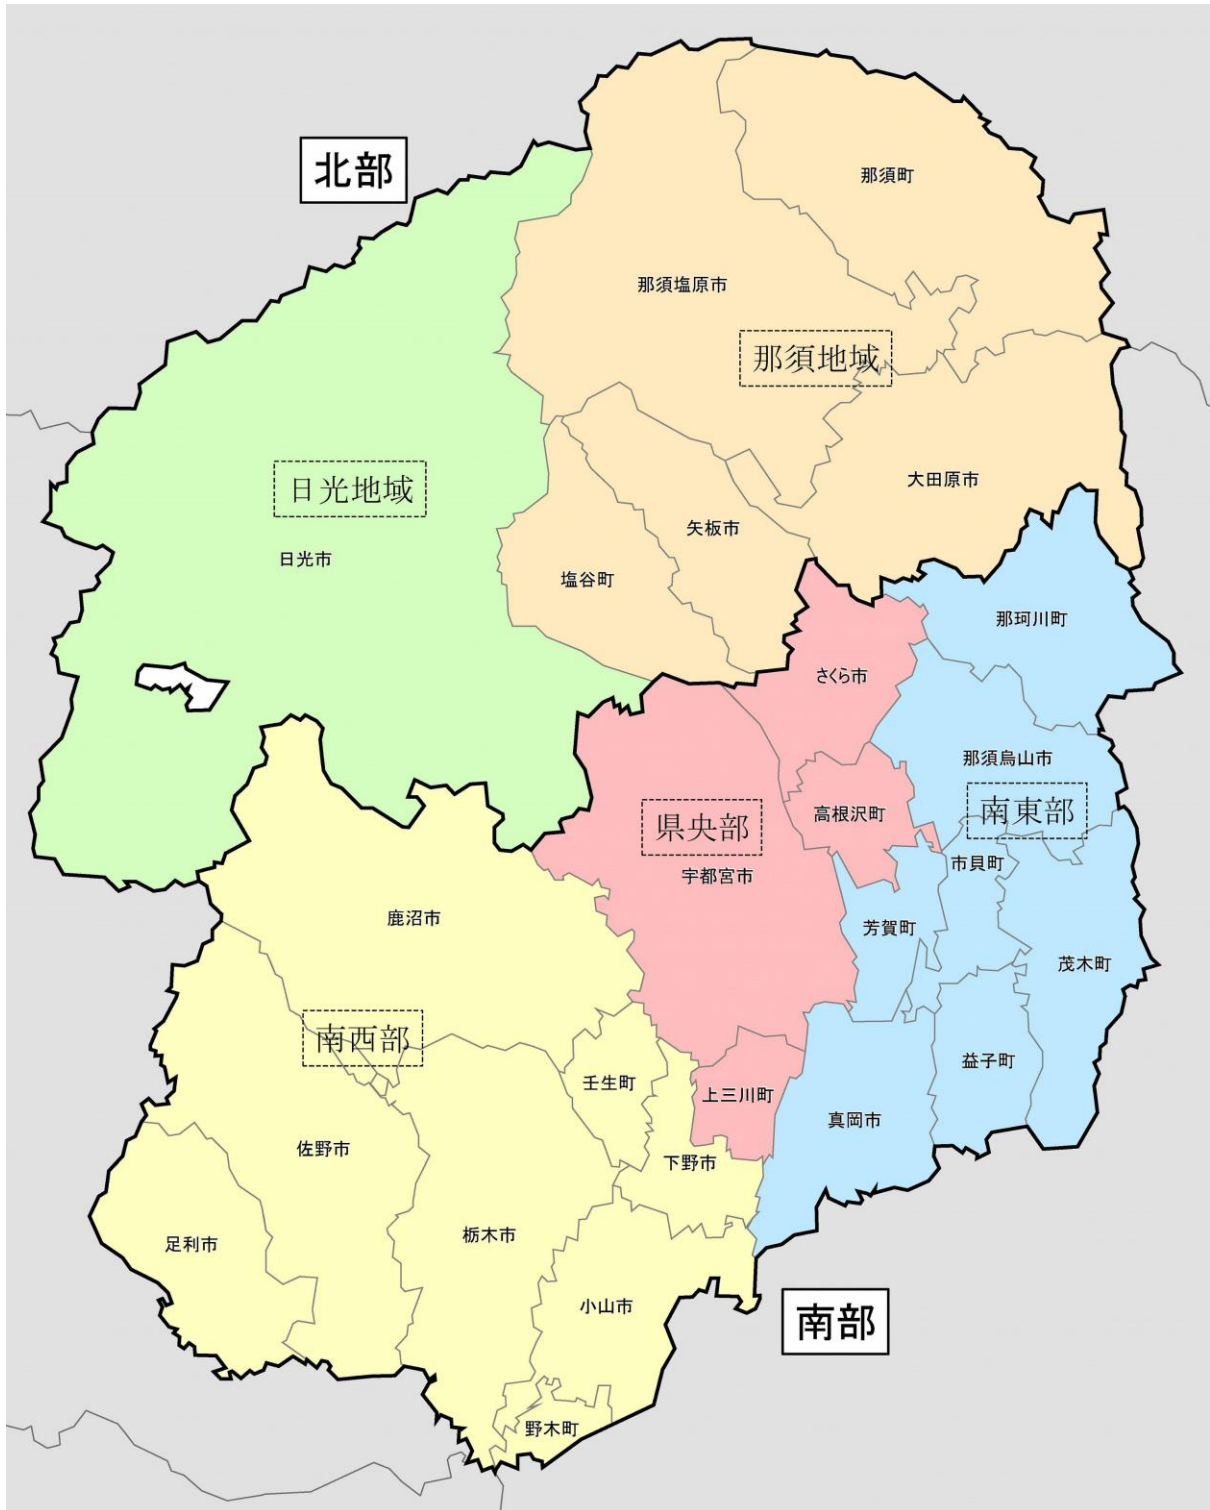 北部
那須町
那須塩原市
那須地域
日光地域
大田原市
矢板市
日光市
塩谷町
那珂川町
さくら市
那須烏山市
高根沢町
南東部
県央部
市貝町
宇都宮市
鹿沼市
芳賀町
茂木町
南西部
益子町
壬生町
上三川町
真岡市
佐野市
下野市
足利市
栃木市
小山市
南部
野木町